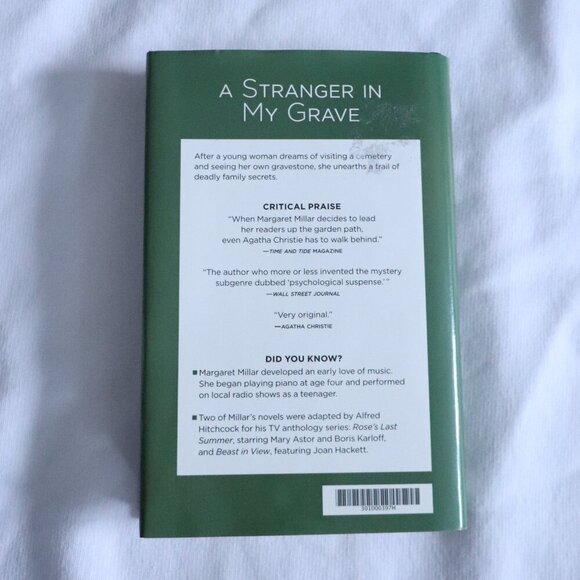 A STRANGER IN
MY GRAVE
After a young woman dreams of visiting a cemetery
and seeing her own gravestone, she unearths a trail of
deadly family secrets.
CRITICAL PRAISE
“When Margaret Millar decides to lead
her readers up the garden path,
even Agatha Christie has to walk behind.”
—TIME AND TIDE MAGAZINE
“The author who more or less invented the mystery
subgenre dubbed ‘psychological suspense.’”
—WALL STREET JOURNAL
“Very original.”
—AGATHA CHRISTIE
DID YOU KNOW?
■ Margaret Millar developed an early love of music.
She began playing piano at age four and performed
on local radio shows as a teenager.
■ Two of Millar’s novels were adapted by Alfred
Hitchcock for his TV anthology series: Rose’s Last
Summer, starring Mary Astor and Boris Karloff,
and Beast in View, featuring Joan Hackett.
301000397H